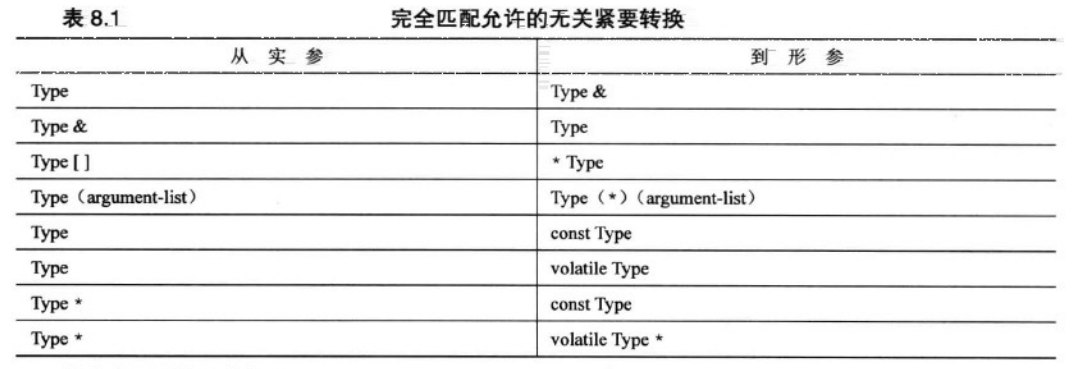 表 8.1 完全匹配允许的无关紧要转换
从 实 参 到 形 参
Type Type &
Type & Type
Type [ ] * Type
Type（argument-list） Type（*）（argument-list）
Type const Type
Type volatile Type
Type * const Type
Type * volatile Type *